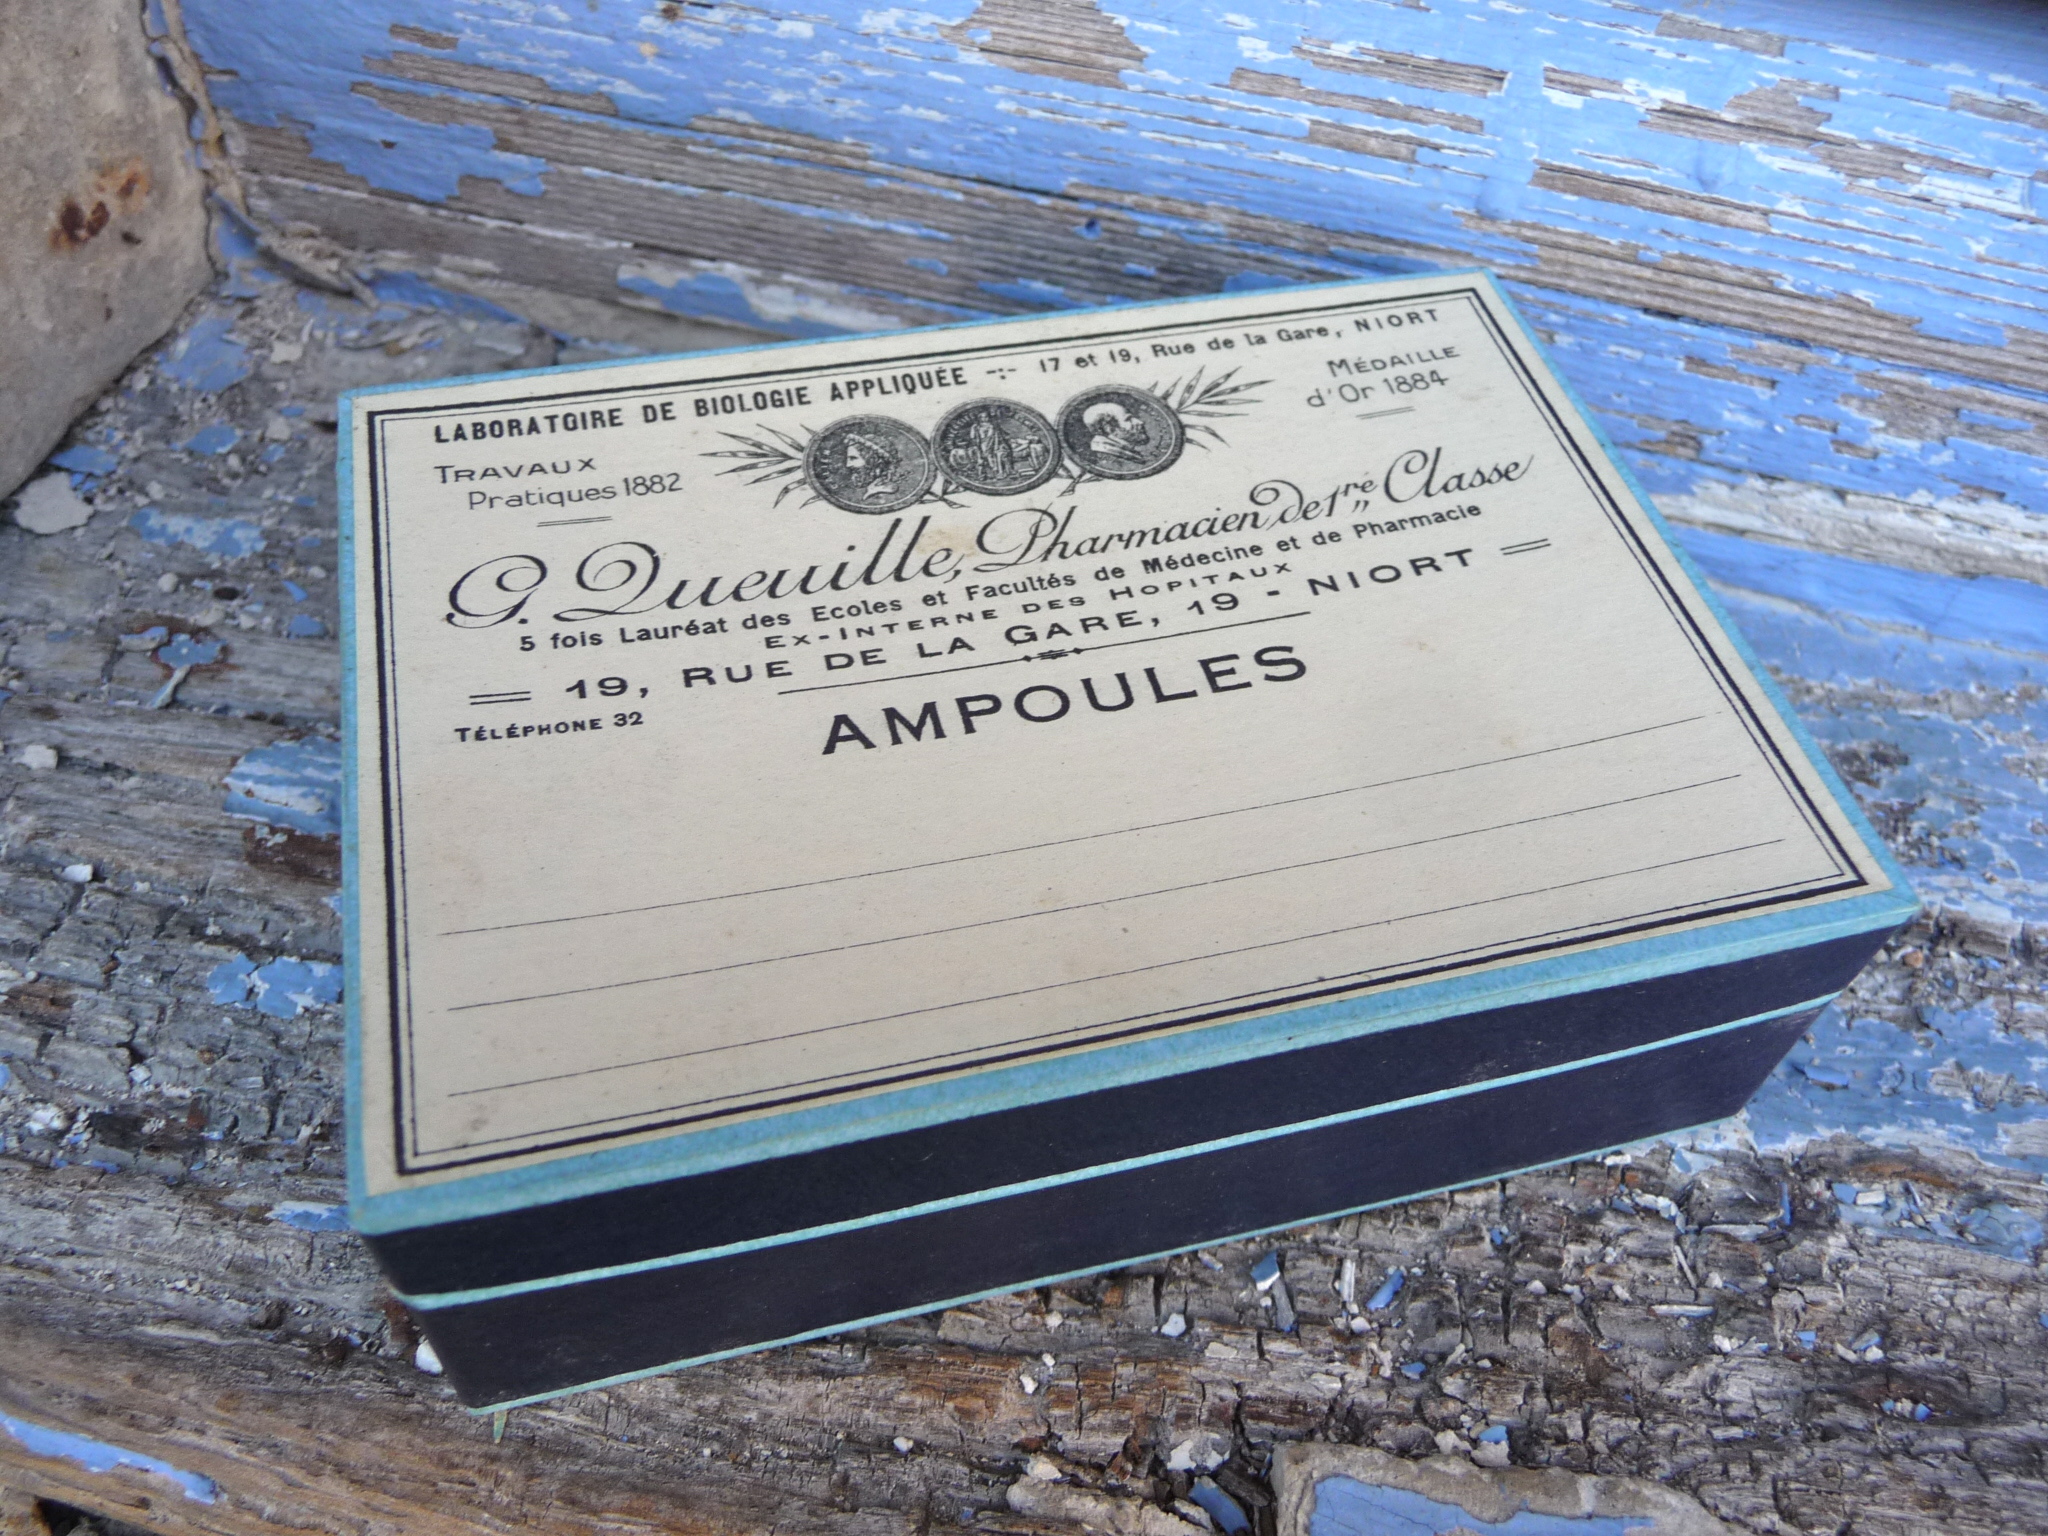 LABORATOIRE DE BIOLOGIE APPLIQUÉE -:- 17 et 19, Rue de la Gare, NIORT
TRAVAUX
Pratiques 1882
MÉDAILLE
d'Or 1884
G. Queuille, Pharmacien de 1re Classe
5 fois Lauréat des Ecoles et Facultés de Médecine et de Pharmacie
EX-INTERNE DES HOPITAUX
19, RUE DE LA GARE, 19 - NIORT
TÉLÉPHONE 32
AMPOULES